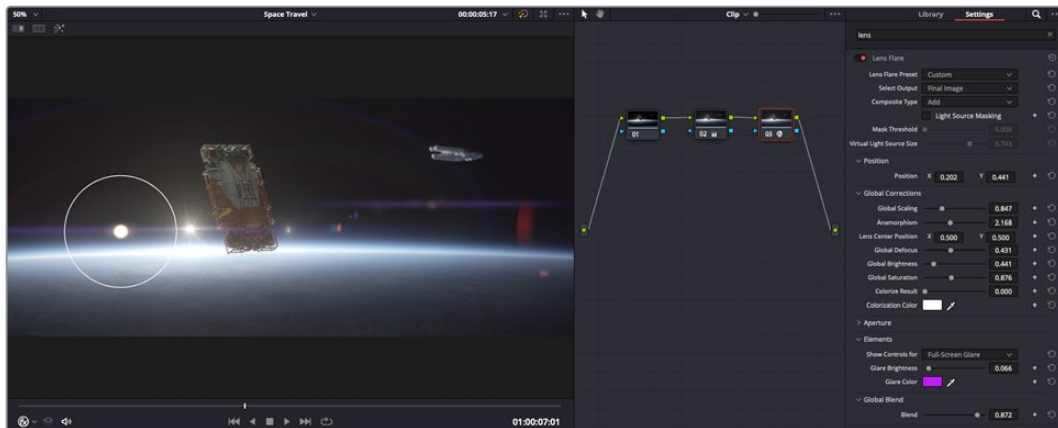 50%
Space Travel
00:00:05:17
Clip
Library
Settings
lens
Lens Flare
Lens Flare Preset
Custom
Select Output
Final Image
Composite Type
Add
Light Source Masking
Mask Threshold
0.000
Virtual Light Source Size
0.743
Position
Position X 0.202 Y 0.441
Global Corrections
Global Scaling 0.847
Anamorphism 2.168
Lens Center Position X 0.500 Y 0.500
Global Defocus 0.431
Global Brightness 0.441
Global Saturation 0.876
Colorize Result 0.000
Colorization Color
Aperture
Elements
Show Controls for Full-Screen Glare
Glare Brightness 0.066
Glare Color
Global Blend
Blend 0.872
01
02
03
01:00:07:01